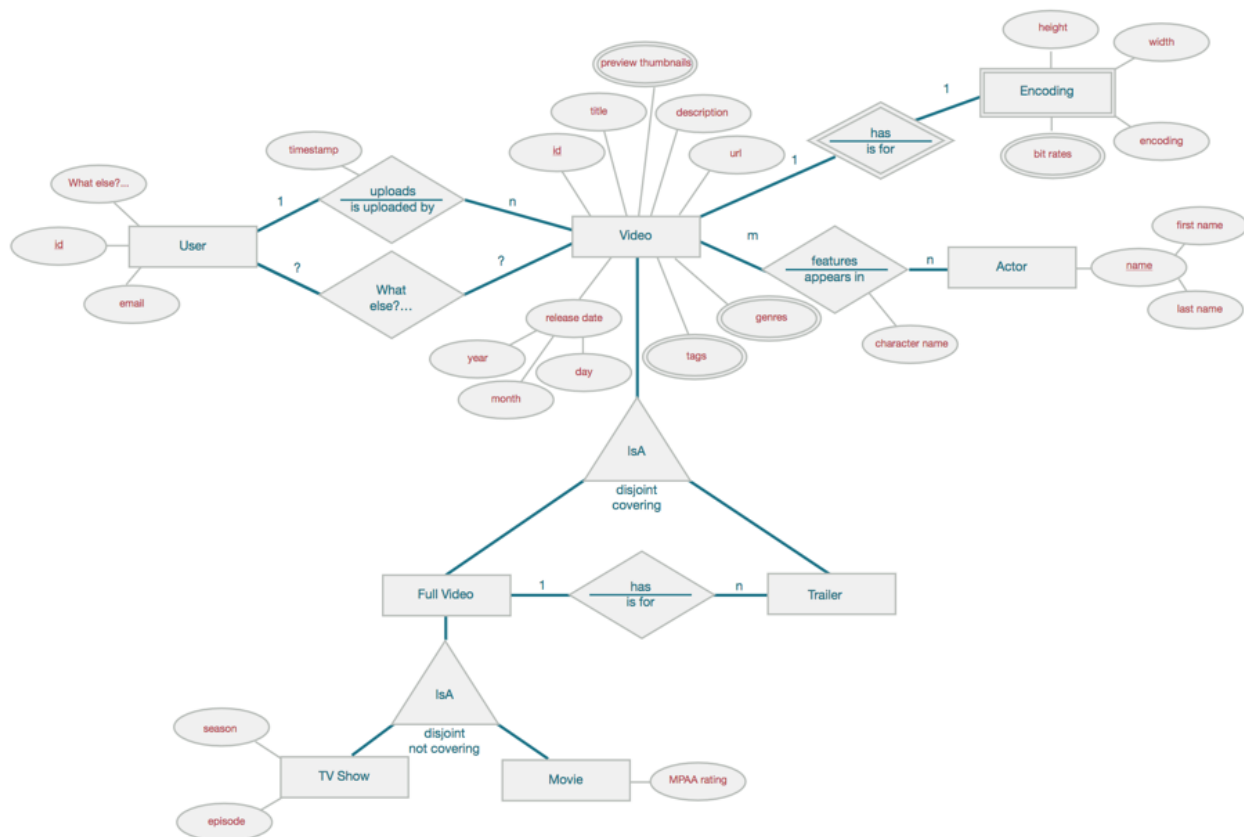 height
width
preview thumbnails
Encoding
1
title
description
has
is for
encoding
timestamp
id
url
bit rates
1
What else?...
uploads
is uploaded by
1
n
first name
id
User
Video
m
features
appears in
n
Actor
name
?
?
What
else?...
email
last name
release date
genres
character name
year
tags
day
month
IsA
disjoint
covering
Full Video
1
has
is for
n
Trailer
IsA
season
disjoint
not covering
TV Show
Movie
MPAA rating
episode